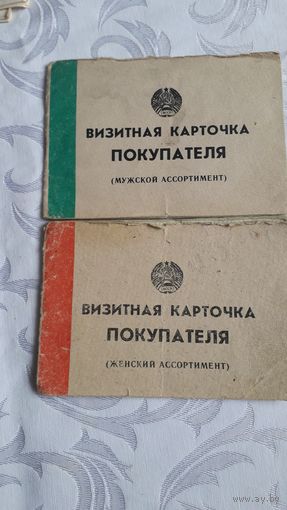 ВИЗИТНАЯ КАРТОЧКА
ПОКУПАТЕЛЯ
(МУЖСКОЙ АССОРТИМЕНТ)
ВИЗИТНАЯ КАРТОЧКА
ПОКУПАТЕЛЯ
(ЖЕНСКИЙ АССОРТИМЕНТ)
© www.ay.by